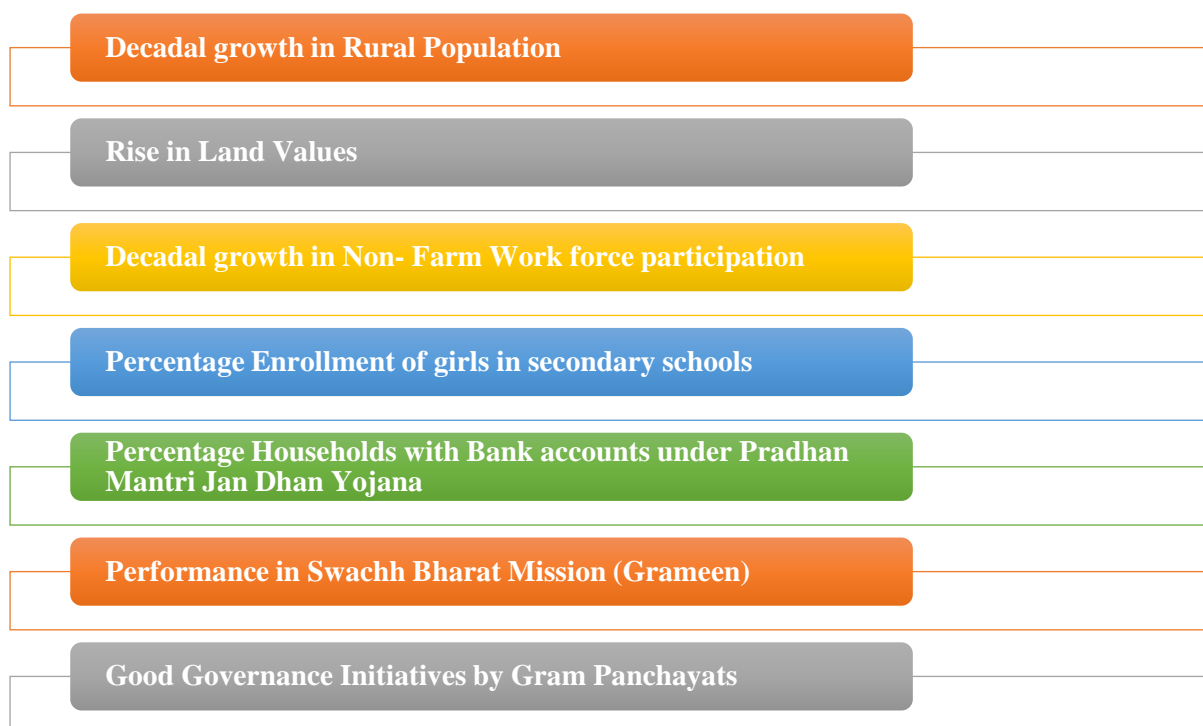 Decadal growth in Rural Population
Rise in Land Values
Decadal growth in Non- Farm Work force participation
Percentage Enrollment of girls in secondary schools
Percentage Households with Bank accounts under Pradhan
Mantri Jan Dhan Yojana
Performance in Swachh Bharat Mission (Grameen)
Good Governance Initiatives by Gram Panchayats